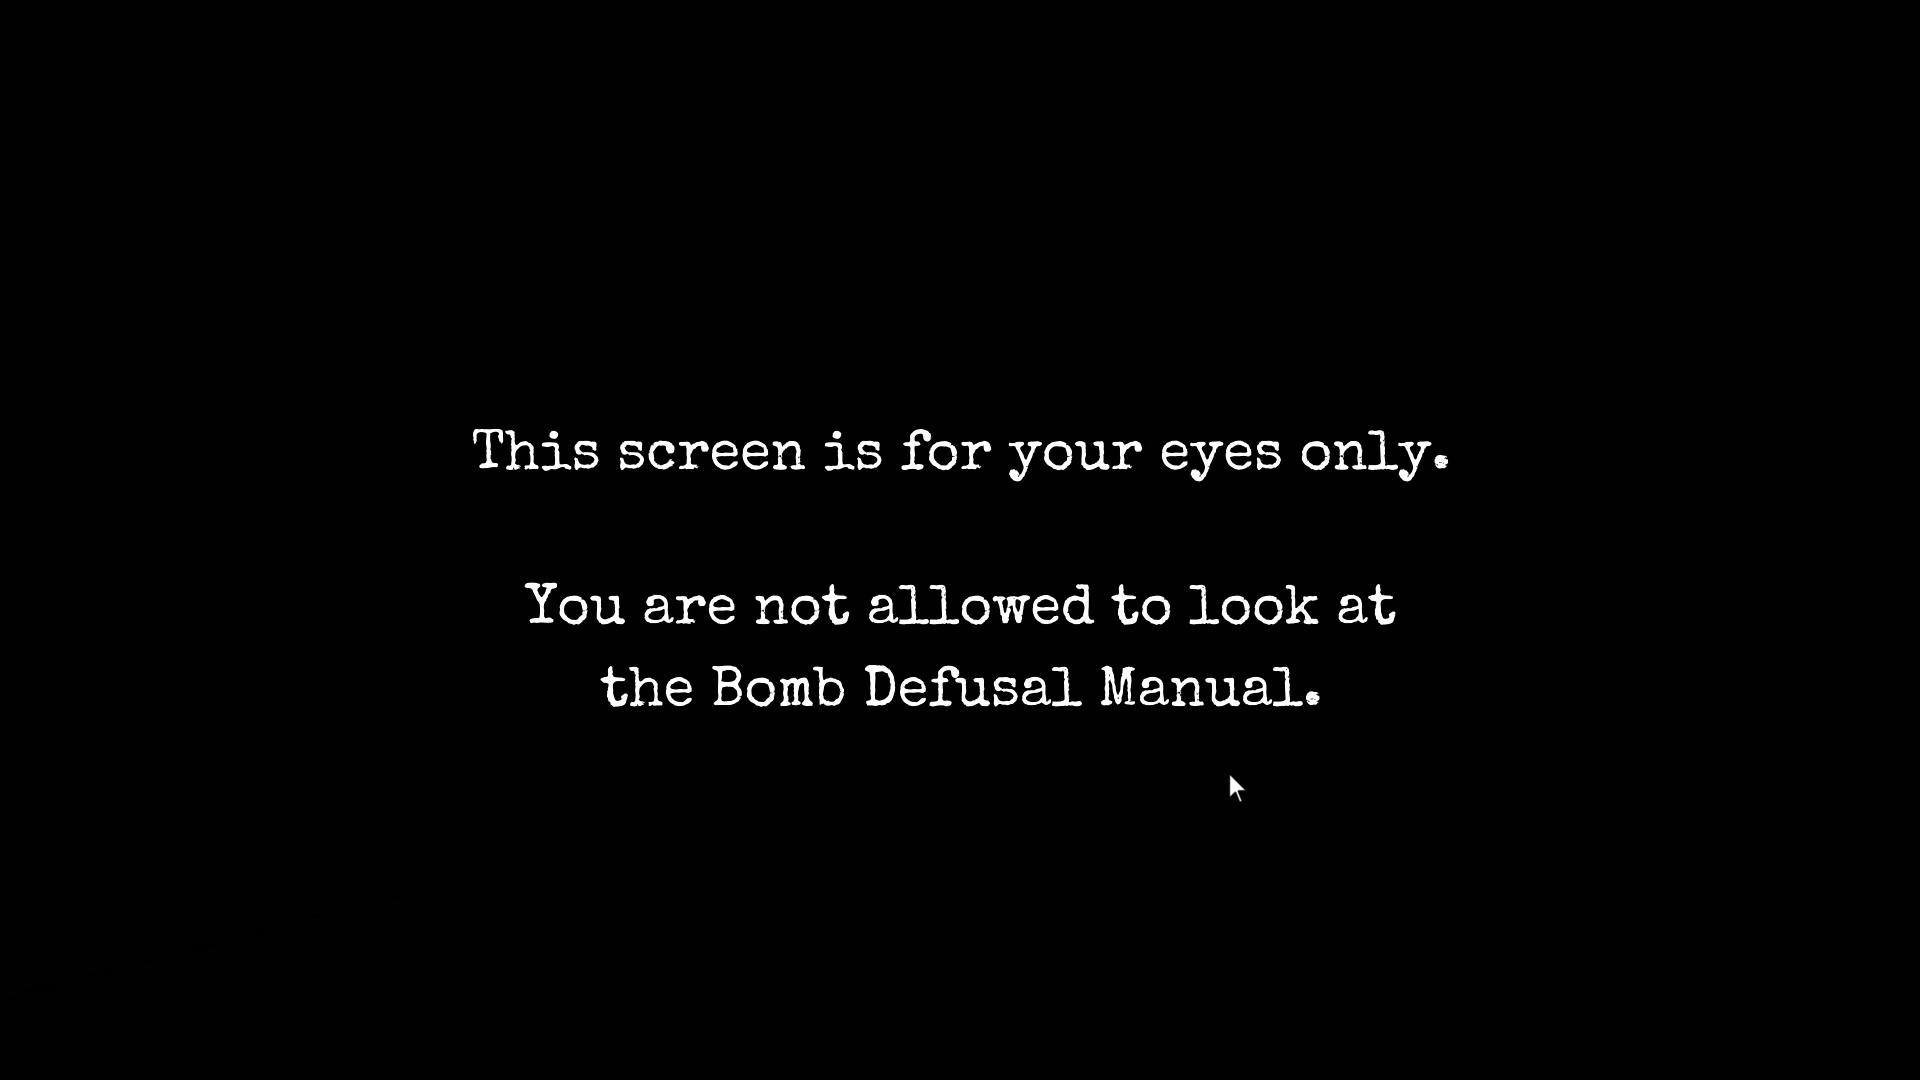 This screen is for your eyes only.
You are not allowed to look at
the Bomb Defusal Manual.